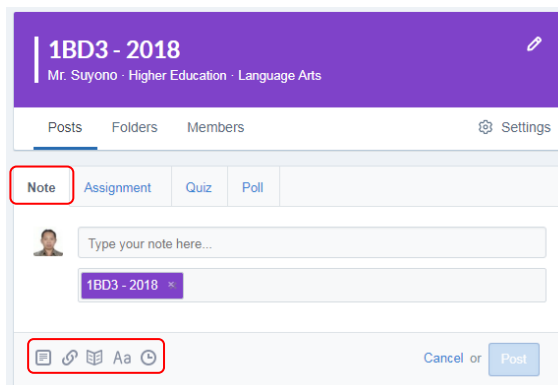 1BD3 - 2018
Mr. Suyono · Higher Education · Language Arts
Posts Folders Members Settings
Note Assignment Quiz Poll
Type your note here...
1BD3 - 2018 ×
Aa Cancel or Post